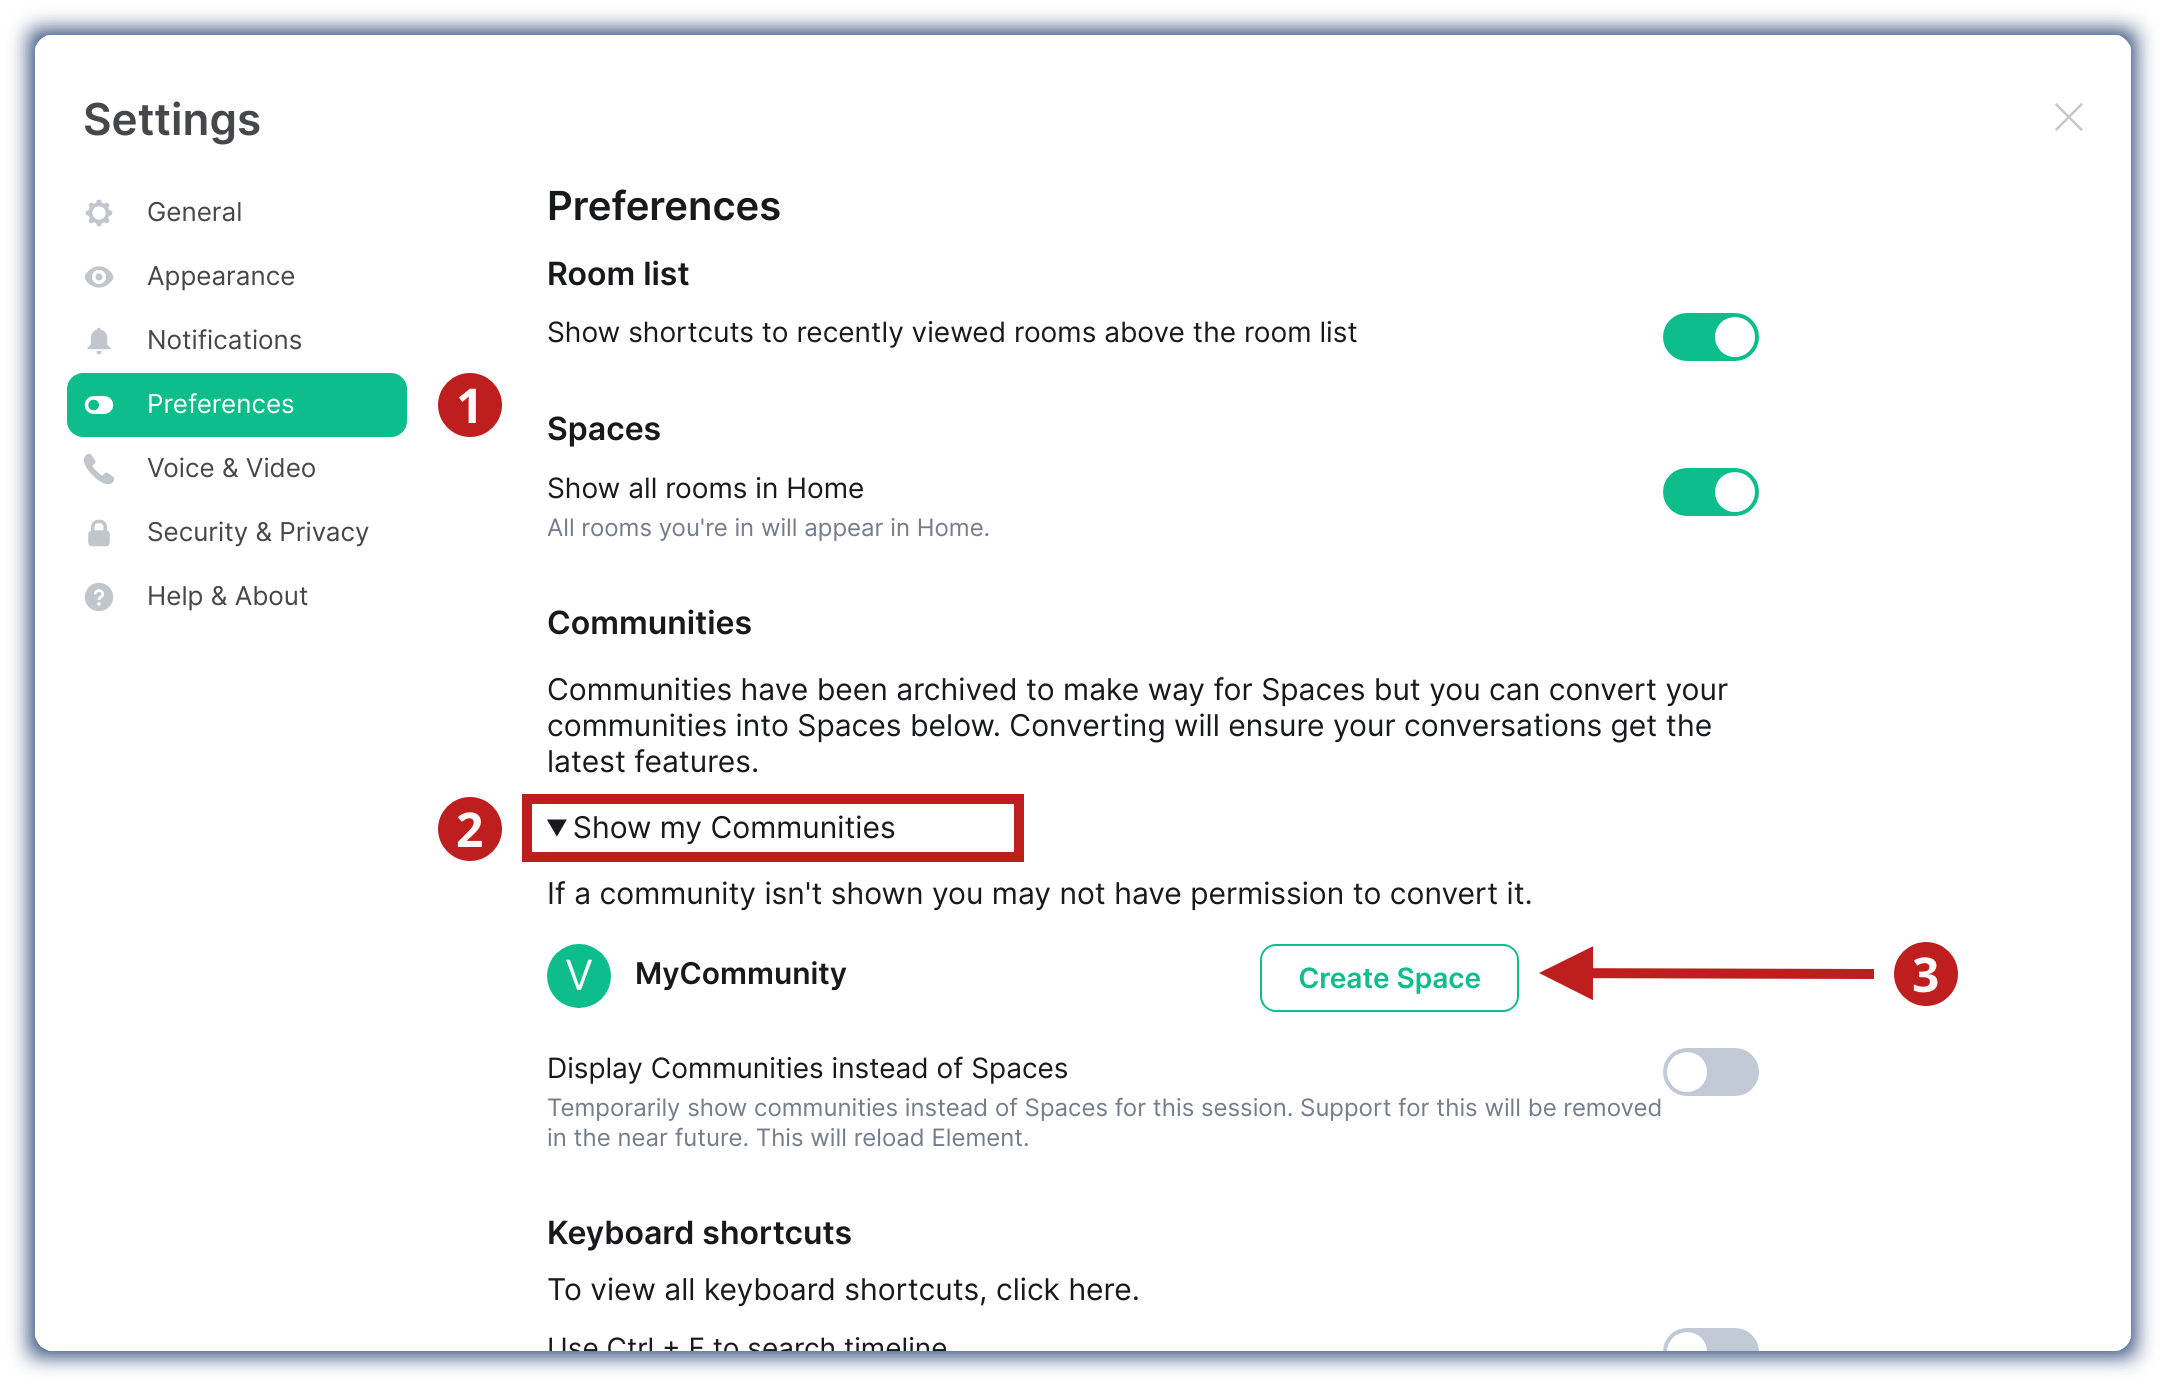 Settings
General
Appearance
Notifications
Preferences
1
Voice & Video
Security & Privacy
?
Help & About
Preferences
Room list
Show shortcuts to recently viewed rooms above the room list
Spaces
Show all rooms in Home
All rooms you're in will appear in Home.
Communities
Communities have been archived to make way for Spaces but you can convert your
communities into Spaces below. Converting will ensure your conversations get the
latest features.
2
▼Show my Communities
If a community isn't shown you may not have permission to convert it.
V
MyCommunity
Create Space
3
Display Communities instead of Spaces
Temporarily show communities instead of Spaces for this session. Support for this will be removed
in the near future. This will reload Element.
Keyboard shortcuts
To view all keyboard shortcuts, click here.
Use Ctrl + F to search timeline